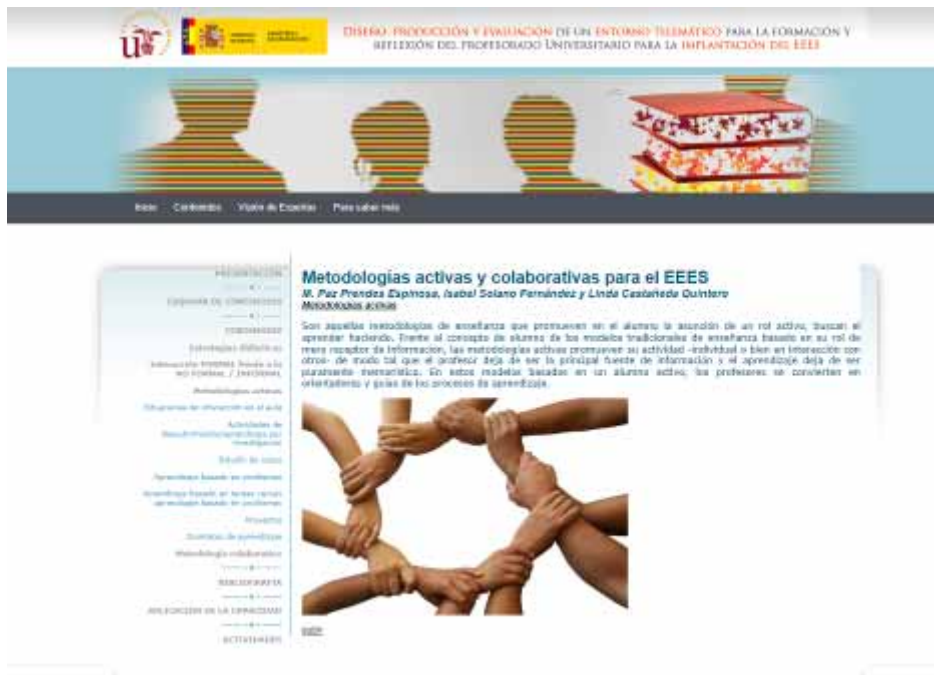 DISEÑO, PRODUCCIÓN Y EVALUACIÓN DE UN ENTORNO TELEMÁTICO PARA LA FORMACIÓN Y
REFLEXIÓN DEL PROFESORADO UNIVERSITARIO PARA LA IMPLANTACIÓN DEL EEES
Inicio Contenidos Visión de Expertos Para saber más
PRESENTACIÓN
ESQUEMA DE CONTENIDOS
CONTENIDOS
Estrategias didácticas
Interacción FORMAL frente a la
NO FORMAL / INFORMAL
Metodologías activas
Estudio de casos
Aprendizaje basado en problemas
Proyectos
Contratos de aprendizaje
Metodología colaborativa
BIBLIOGRAFÍA
ACTIVIDADES
Metodologías activas y colaborativas para el EEES
M. Paz Prendes Espinosa, Isabel Solano Fernández y Linda Castañeda Quintero
Metodologías activas
Son aquellas metodologías de enseñanza que promueven en el alumno la asunción de un rol activo, buscan el
aprender haciendo. Frente al concepto de alumno de los modelos tradicionales de enseñanza basado en su rol de
mero receptor de información, las metodologías activas promueven su actividad -individual o bien en interacción con
otros- de modo tal que el profesor deja de ser la principal fuente de información y el aprendizaje deja de ser
puramente memorístico. En estos modelos basados en un alumno activo, los profesores se convierten en
orientadores y guías de los procesos de aprendizaje.